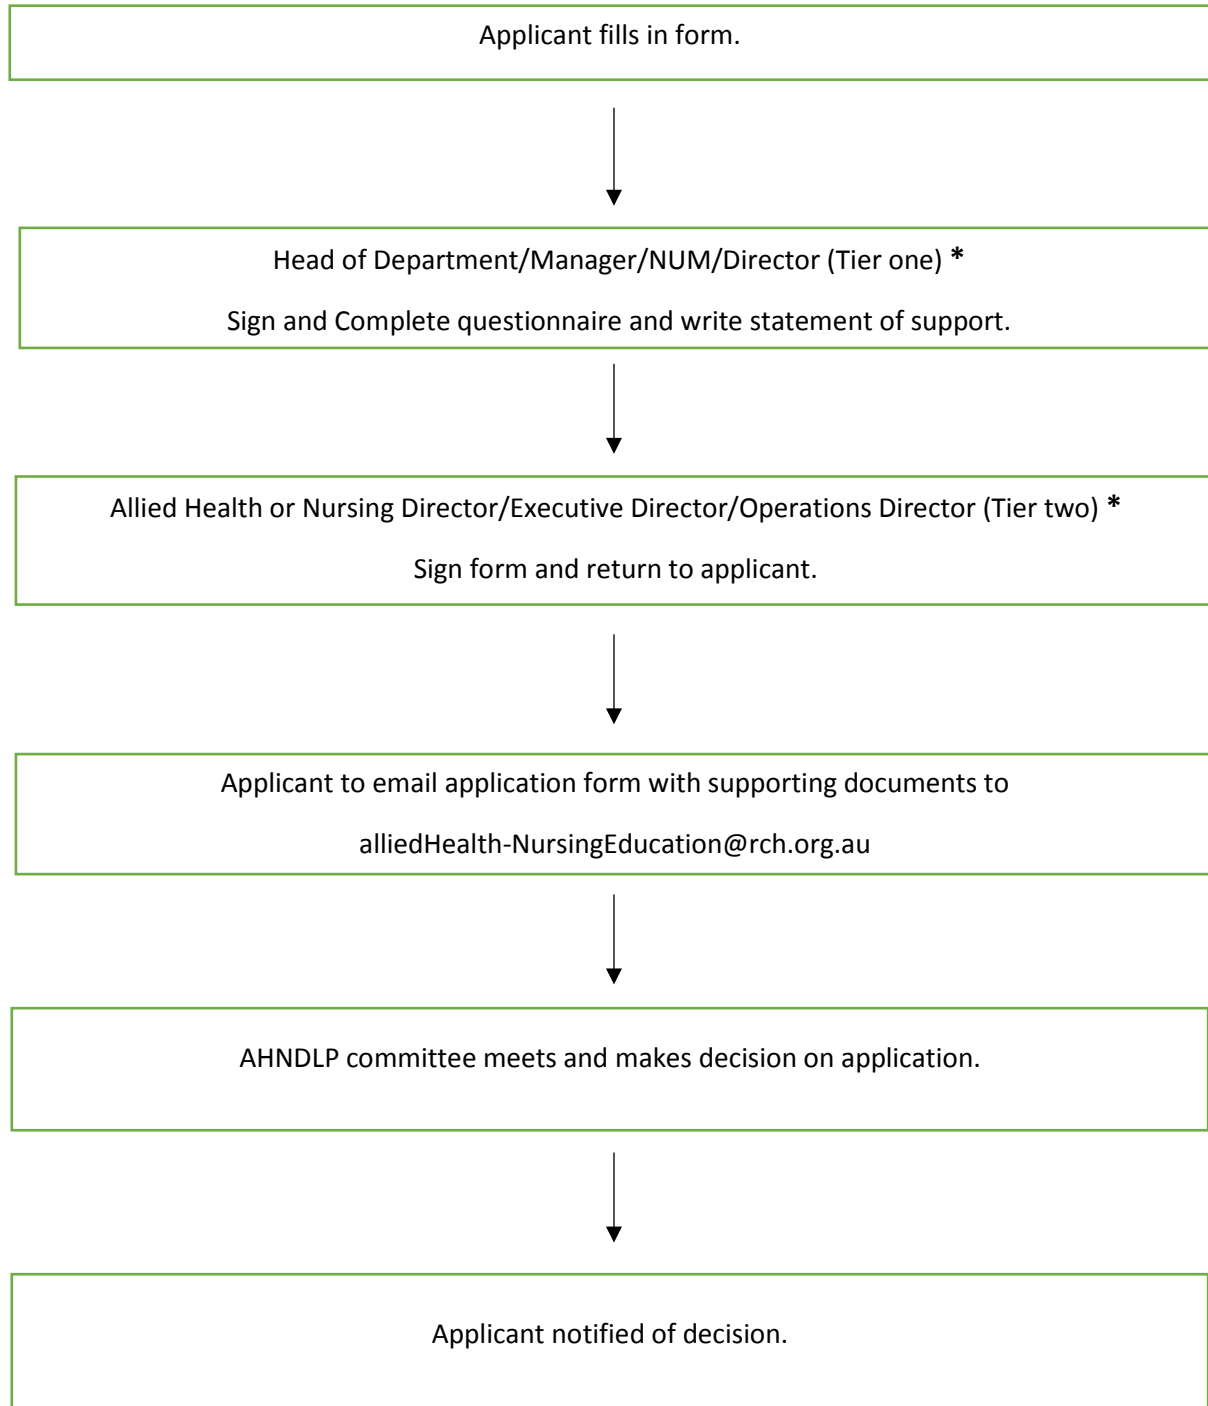 Applicant fills in form.
Head of Department/Manager/NUM/Director (Tier one) *
Sign and Complete questionnaire and write statement of support.
Allied Health or Nursing Director/Executive Director/Operations Director (Tier two) *
Sign form and return to applicant.
Applicant to email application form with supporting documents to
alliedHealth-NursingEducation@rch.org.au
AHNDLP committee meets and makes decision on application.
Applicant notified of decision.